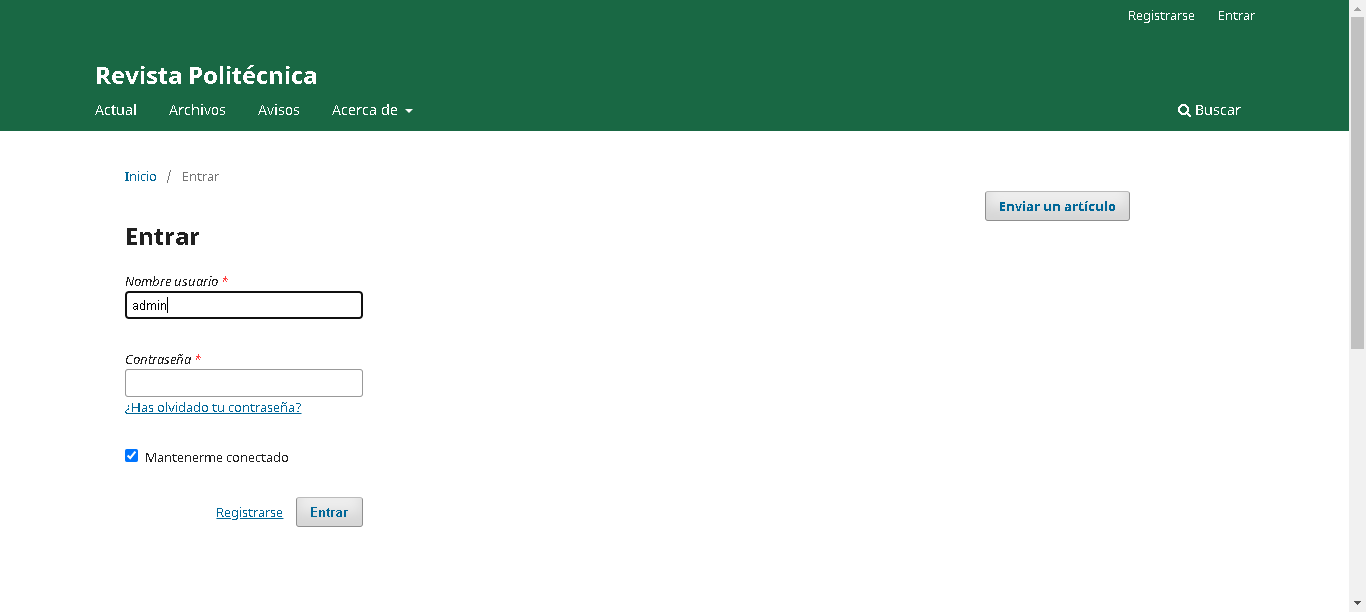 Registrarse Entrar
Revista Politécnica
Actual Archivos Avisos Acerca de Buscar
Inicio / Entrar
Enviar un artículo
Entrar
Nombre usuario *
admin
Contraseña *
¿Has olvidado tu contraseña?
Mantenerme conectado
Registrarse Entrar